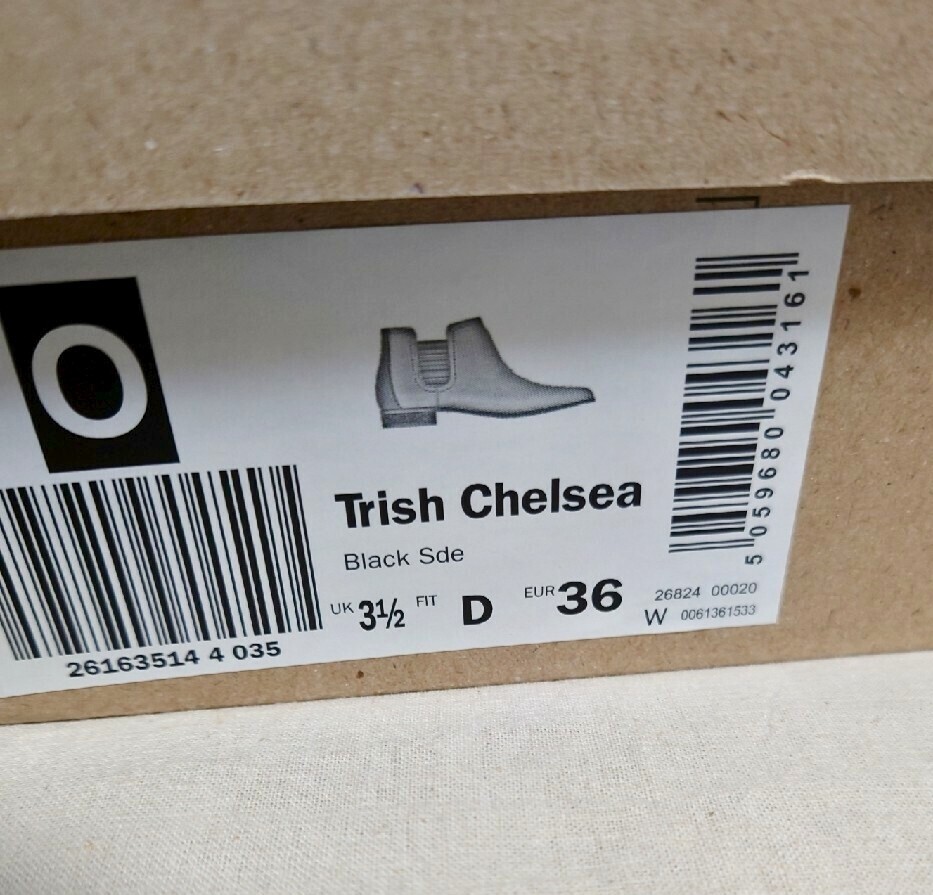 O
Trish Chelsea
Black Sde
UK 3½ FIT D EUR 36
26163514 4 035
26824 00020
W 0061361533
5 059680 043161